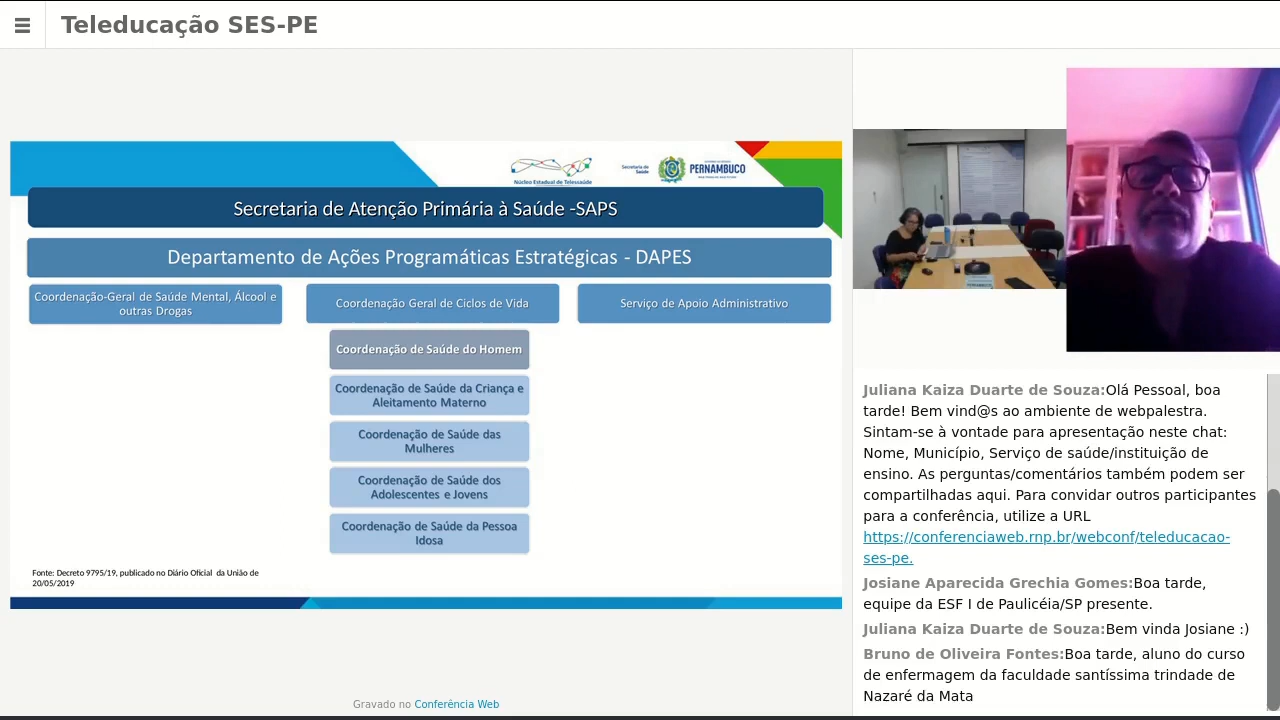 Teleducação SES-PE
Núcleo Estadual de Telessaúde
Secretaria de
Saúde
PERNAMBUCO
Secretaria de Atenção Primária à Saúde -SAPS
Departamento de Ações Programáticas Estratégicas - DAPES
Coordenação-Geral de Saúde Mental, Álcool e
outras Drogas
Coordenação Geral de Ciclos de Vida
Serviço de Apoio Administrativo
Coordenação de Saúde do Homem
Coordenação de Saúde da Criança e
Aleitamento Materno
Coordenação de Saúde das
Mulheres
Coordenação de Saúde dos
Adolescentes e Jovens
Coordenação de Saúde da Pessoa
Idosa
Fonte: Decreto 9795/19, publicado no Diário Oficial da União de
20/05/2019
Gravado no Conferência Web
Juliana Kaiza Duarte de Souza:Olá Pessoal, boa
tarde! Bem vind@s ao ambiente de webpalestra.
Sintam-se à vontade para apresentação neste chat:
Nome, Município, Serviço de saúde/instituição de
ensino. As perguntas/comentários também podem ser
compartilhadas aqui. Para convidar outros participantes
para a conferência, utilize a URL
https://conferenciaweb.rnp.br/webconf/teleducacao-
ses-pe.
Josiane Aparecida Grechia Gomes:Boa tarde,
equipe da ESF I de Paulicéia/SP presente.
Juliana Kaiza Duarte de Souza:Bem vinda Josiane :)
Bruno de Oliveira Fontes:Boa tarde, aluno do curso
de enfermagem da faculdade santíssima trindade de
Nazaré da Mata